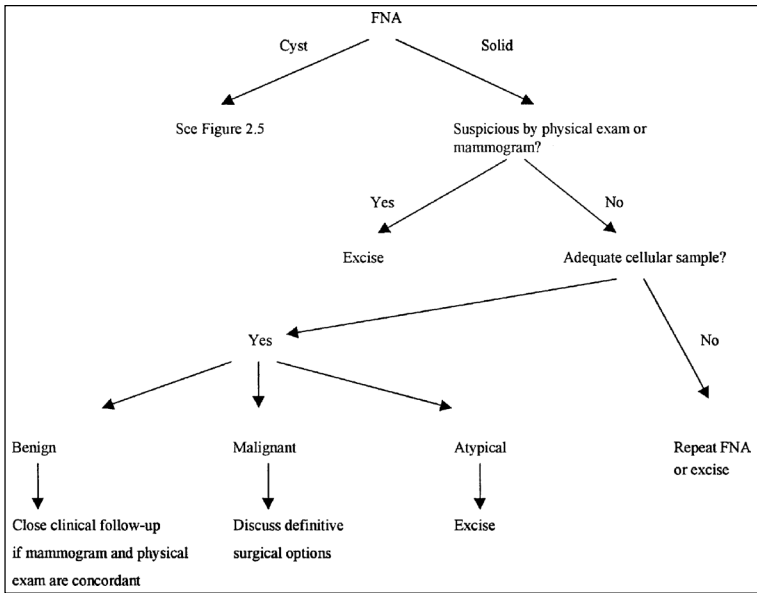 FNA
Cyst
Solid
See Figure 2.5
Suspicious by physical exam or
mammogram?
Yes
No
Excise
Adequate cellular sample?
Yes
No
Benign
Malignant
Atypical
Repeat FNA
or excise
Close clinical follow-up
if mammogram and physical
exam are concordant
Discuss definitive
surgical options
Excise